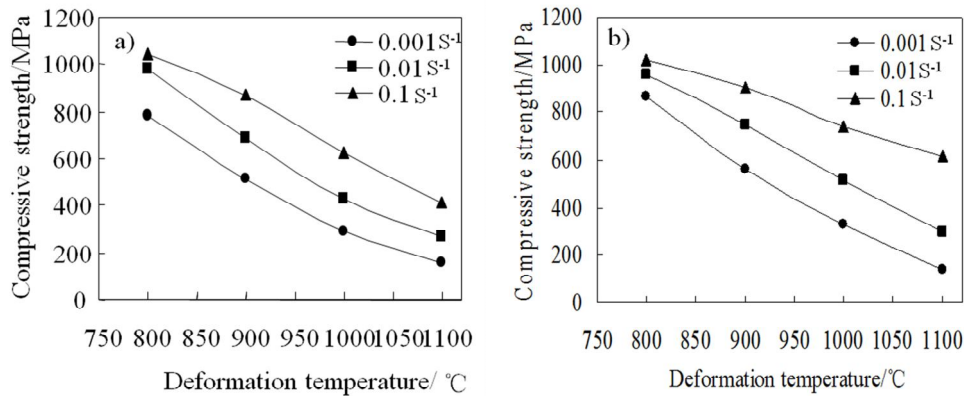 a)
Compressive strength/MPa
1200
1000
800
600
400
200
0
0.001S⁻¹
0.01S⁻¹
0.1S⁻¹
750 800 850 900 950 1000 1050 1100
Deformation temperature/ ℃
b)
Compressive strength/MPa
1200
1000
800
600
400
200
0
0.001S⁻¹
0.01S⁻¹
0.1S⁻¹
750 800 850 900 950 1000 1050 1100
Deformation temperature/℃